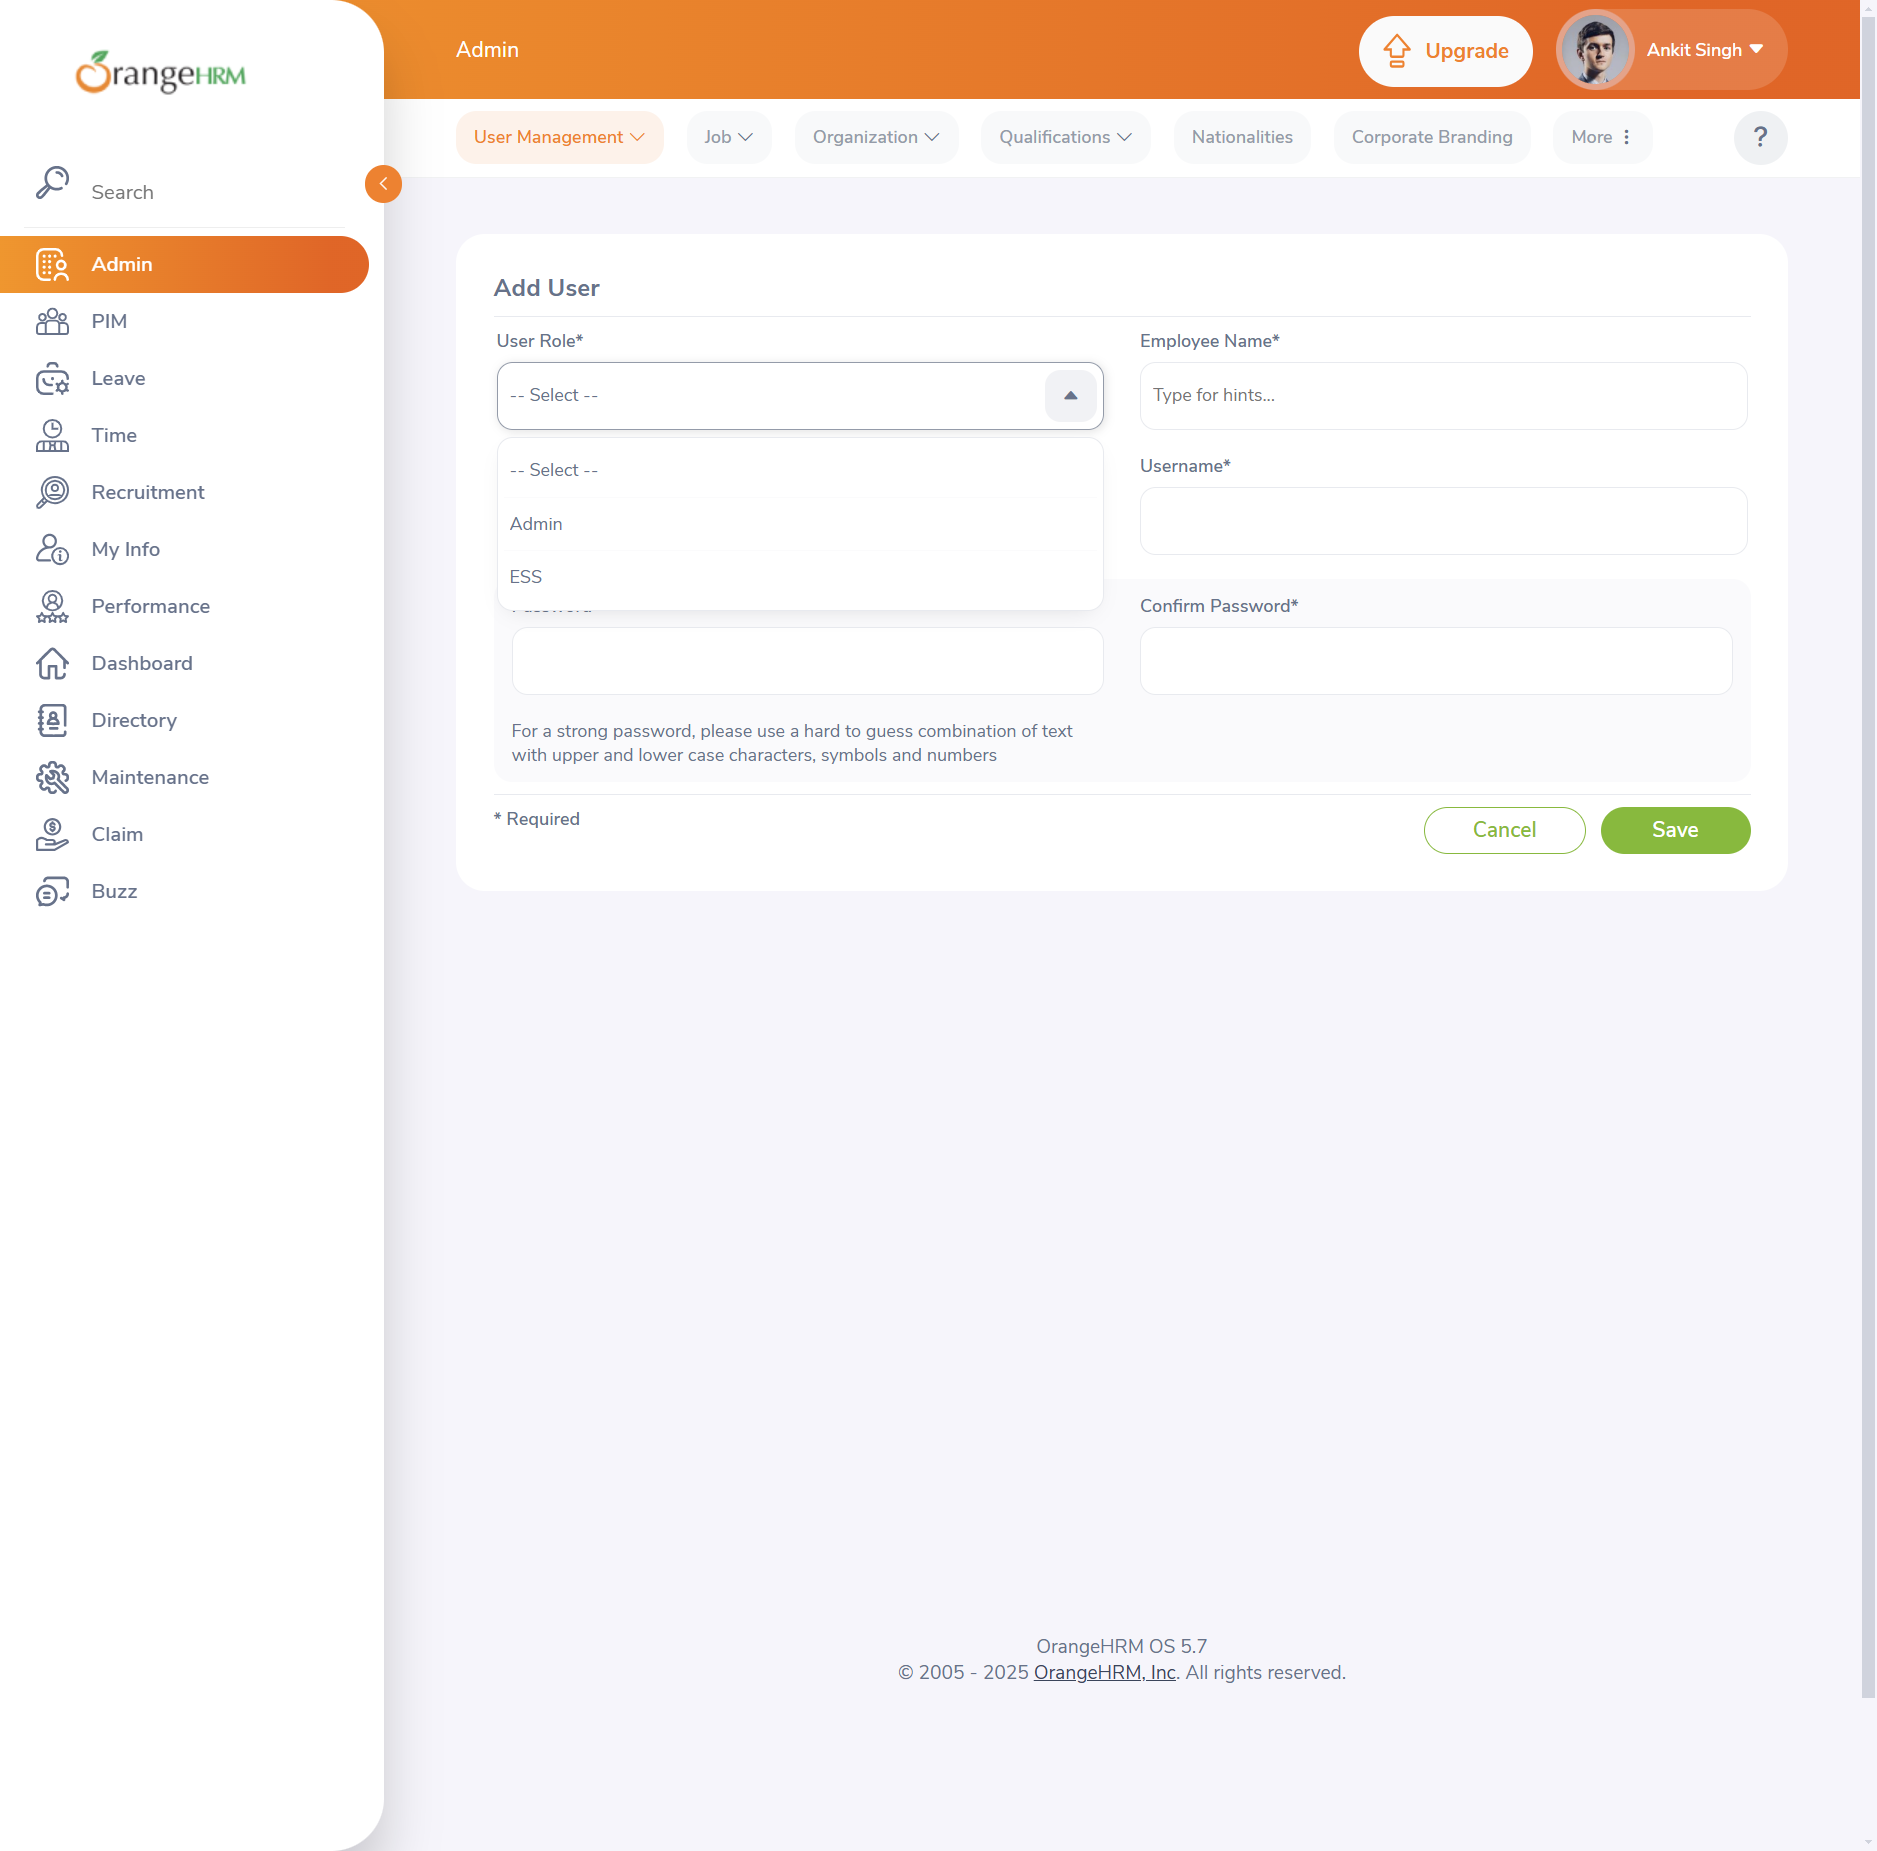 OrangeHRM
Admin
Upgrade
Ankit Singh
User Management
Job
Organization
Qualifications
Nationalities
Corporate Branding
More
?
Search
Admin
PIM
Leave
Time
Recruitment
My Info
Performance
Dashboard
Directory
Maintenance
Claim
Buzz
Add User
User Role*
-- Select --
-- Select --
Admin
ESS
Employee Name*
Type for hints...
Username*
Confirm Password*
For a strong password, please use a hard to guess combination of text
with upper and lower case characters, symbols and numbers
* Required
Cancel
Save
OrangeHRM OS 5.7
© 2005 - 2025 OrangeHRM, Inc. All rights reserved.